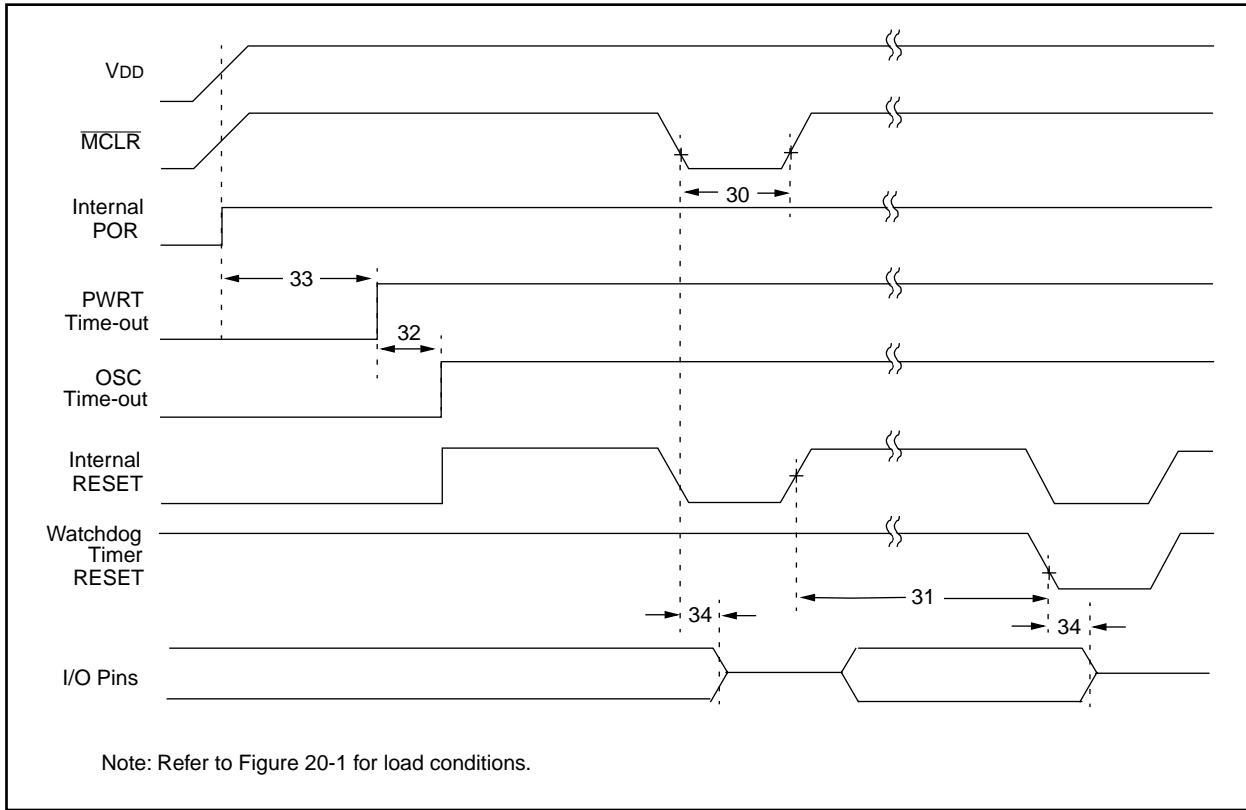 VDD
MCLR
30
Internal
POR
33
PWRT
Time-out
32
OSC
Time-out
Internal
RESET
Watchdog
Timer
RESET
31
34
34
I/O Pins
Note: Refer to Figure 20-1 for load conditions.